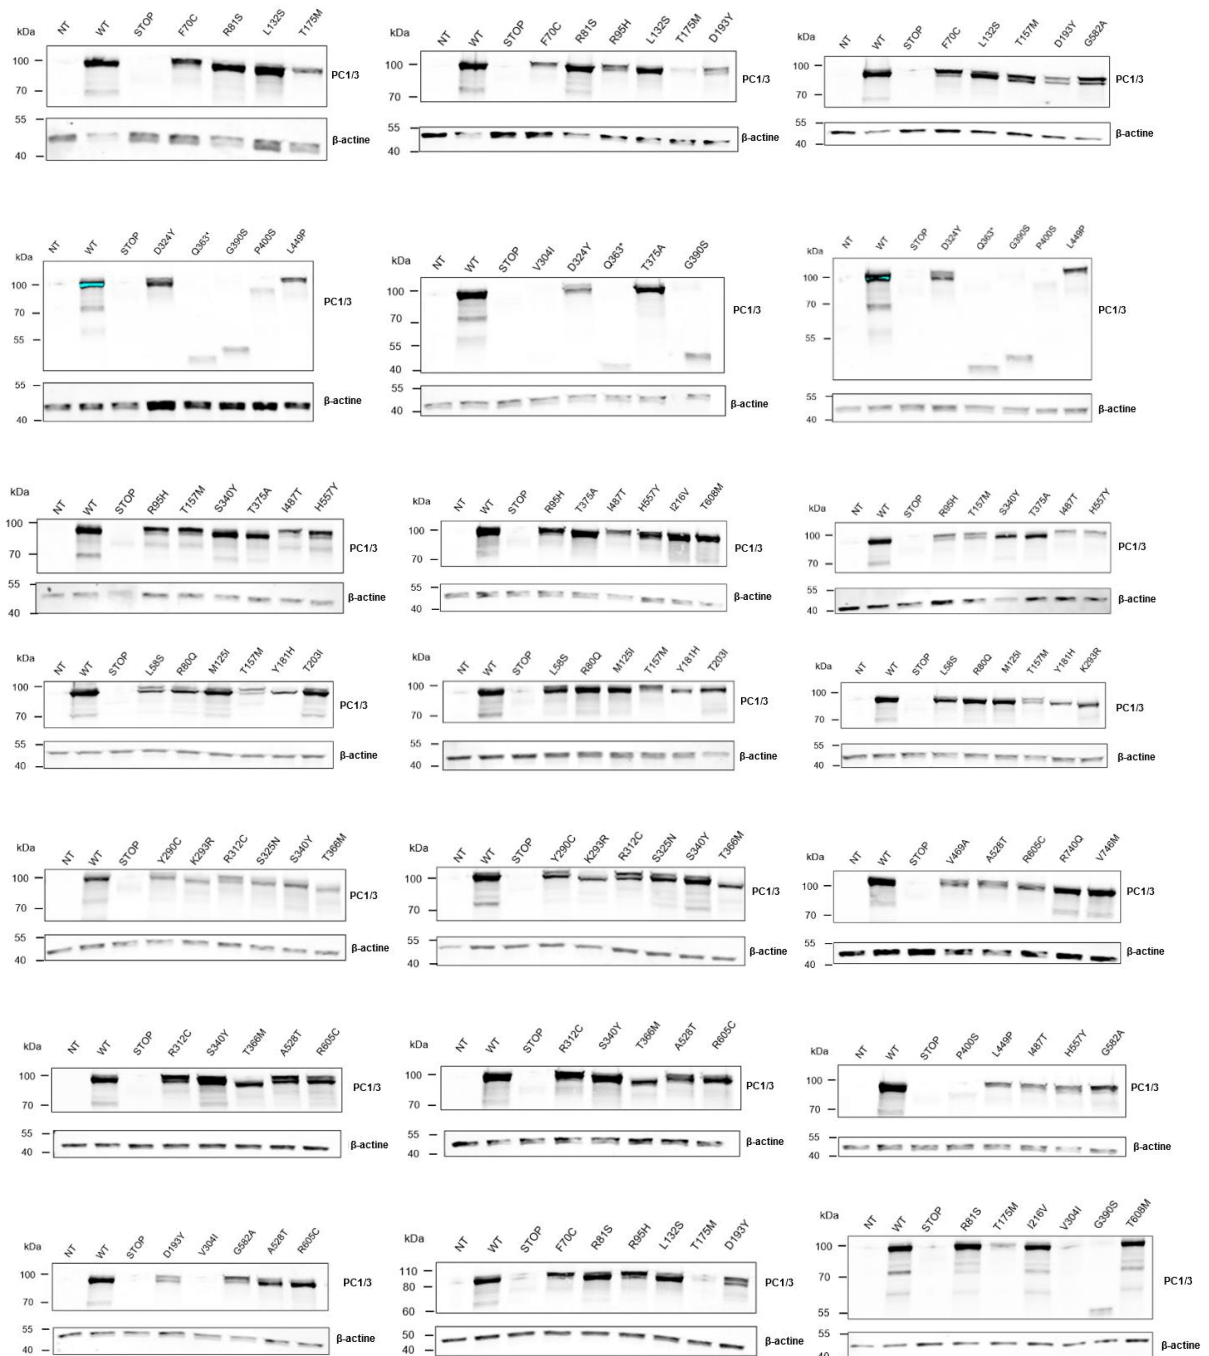 kDa NT WT STOP F70C R81S L132S T175M
100
PC1/3
70
55
β-actine
40
kDa NT WT STOP F70C R81S R95H L132S T175M D193Y
100
PC1/3
70
55
β-actine
40
kDa NT WT STOP F70C L132S T157M D193Y G582A
100
PC1/3
70
55
β-actine
40
kDa NT WT STOP D324Y Q363* G390S P400S L449P
100
PC1/3
70
55
55
β-actine
40
kDa NT WT STOP V304I D324Y Q363* T375A G390S
100
PC1/3
70
55
40
55
β-actine
40
kDa NT WT STOP D324Y Q363* G390S P400S L449P
100
PC1/3
70
55
55
β-actine
40
kDa NT WT STOP R95H T157M S340Y T375A I487T H557Y
100
PC1/3
70
55
β-actine
40
kDa NT WT STOP R95H T375A I487T H557Y I216V T608M
100
PC1/3
70
55
β-actine
40
kDa NT WT STOP R95H T157M S340Y T375A I487T H557Y
100
PC1/3
70
55
β-actine
40
kDa NT WT STOP L58S R80Q M125I T157M Y181H T203I
100
PC1/3
70
55
β-actine
40
kDa NT WT STOP L58S R80Q M125I T157M Y181H T203I
100
PC1/3
70
55
β-actine
40
kDa NT WT STOP L58S R80Q M125I T157M Y181H K293R
100
PC1/3
70
55
β-actine
40
kDa NT WT STOP Y290C K293R R312C S325N S340Y T366M
100
PC1/3
70
55
β-actine
40
kDa NT WT STOP Y290C K293R R312C S325N S340Y T366M
100
PC1/3
70
55
β-actine
40
kDa NT WT STOP V469A A528T R605C R740Q V746M
100
PC1/3
70
55
β-actine
40
kDa NT WT STOP R312C S340Y T366M A528T R605C
100
PC1/3
70
55
β-actine
40
kDa NT WT STOP R312C S340Y T366M A528T R605C
100
PC1/3
70
55
β-actine
40
kDa NT WT STOP P400S L449P I487T H557Y G582A
100
PC1/3
70
55
β-actine
40
kDa NT WT STOP D193Y V304I G582A A528T R605C
100
PC1/3
70
55
β-actine
40
kDa NT WT STOP F70C R81S R95H L132S T175M D193Y
110
PC1/3
80
60
50
β-actine
40
kDa NT WT STOP R81S T175M I216V V304I G390S T608M
100
PC1/3
70
55
55
β-actine
40